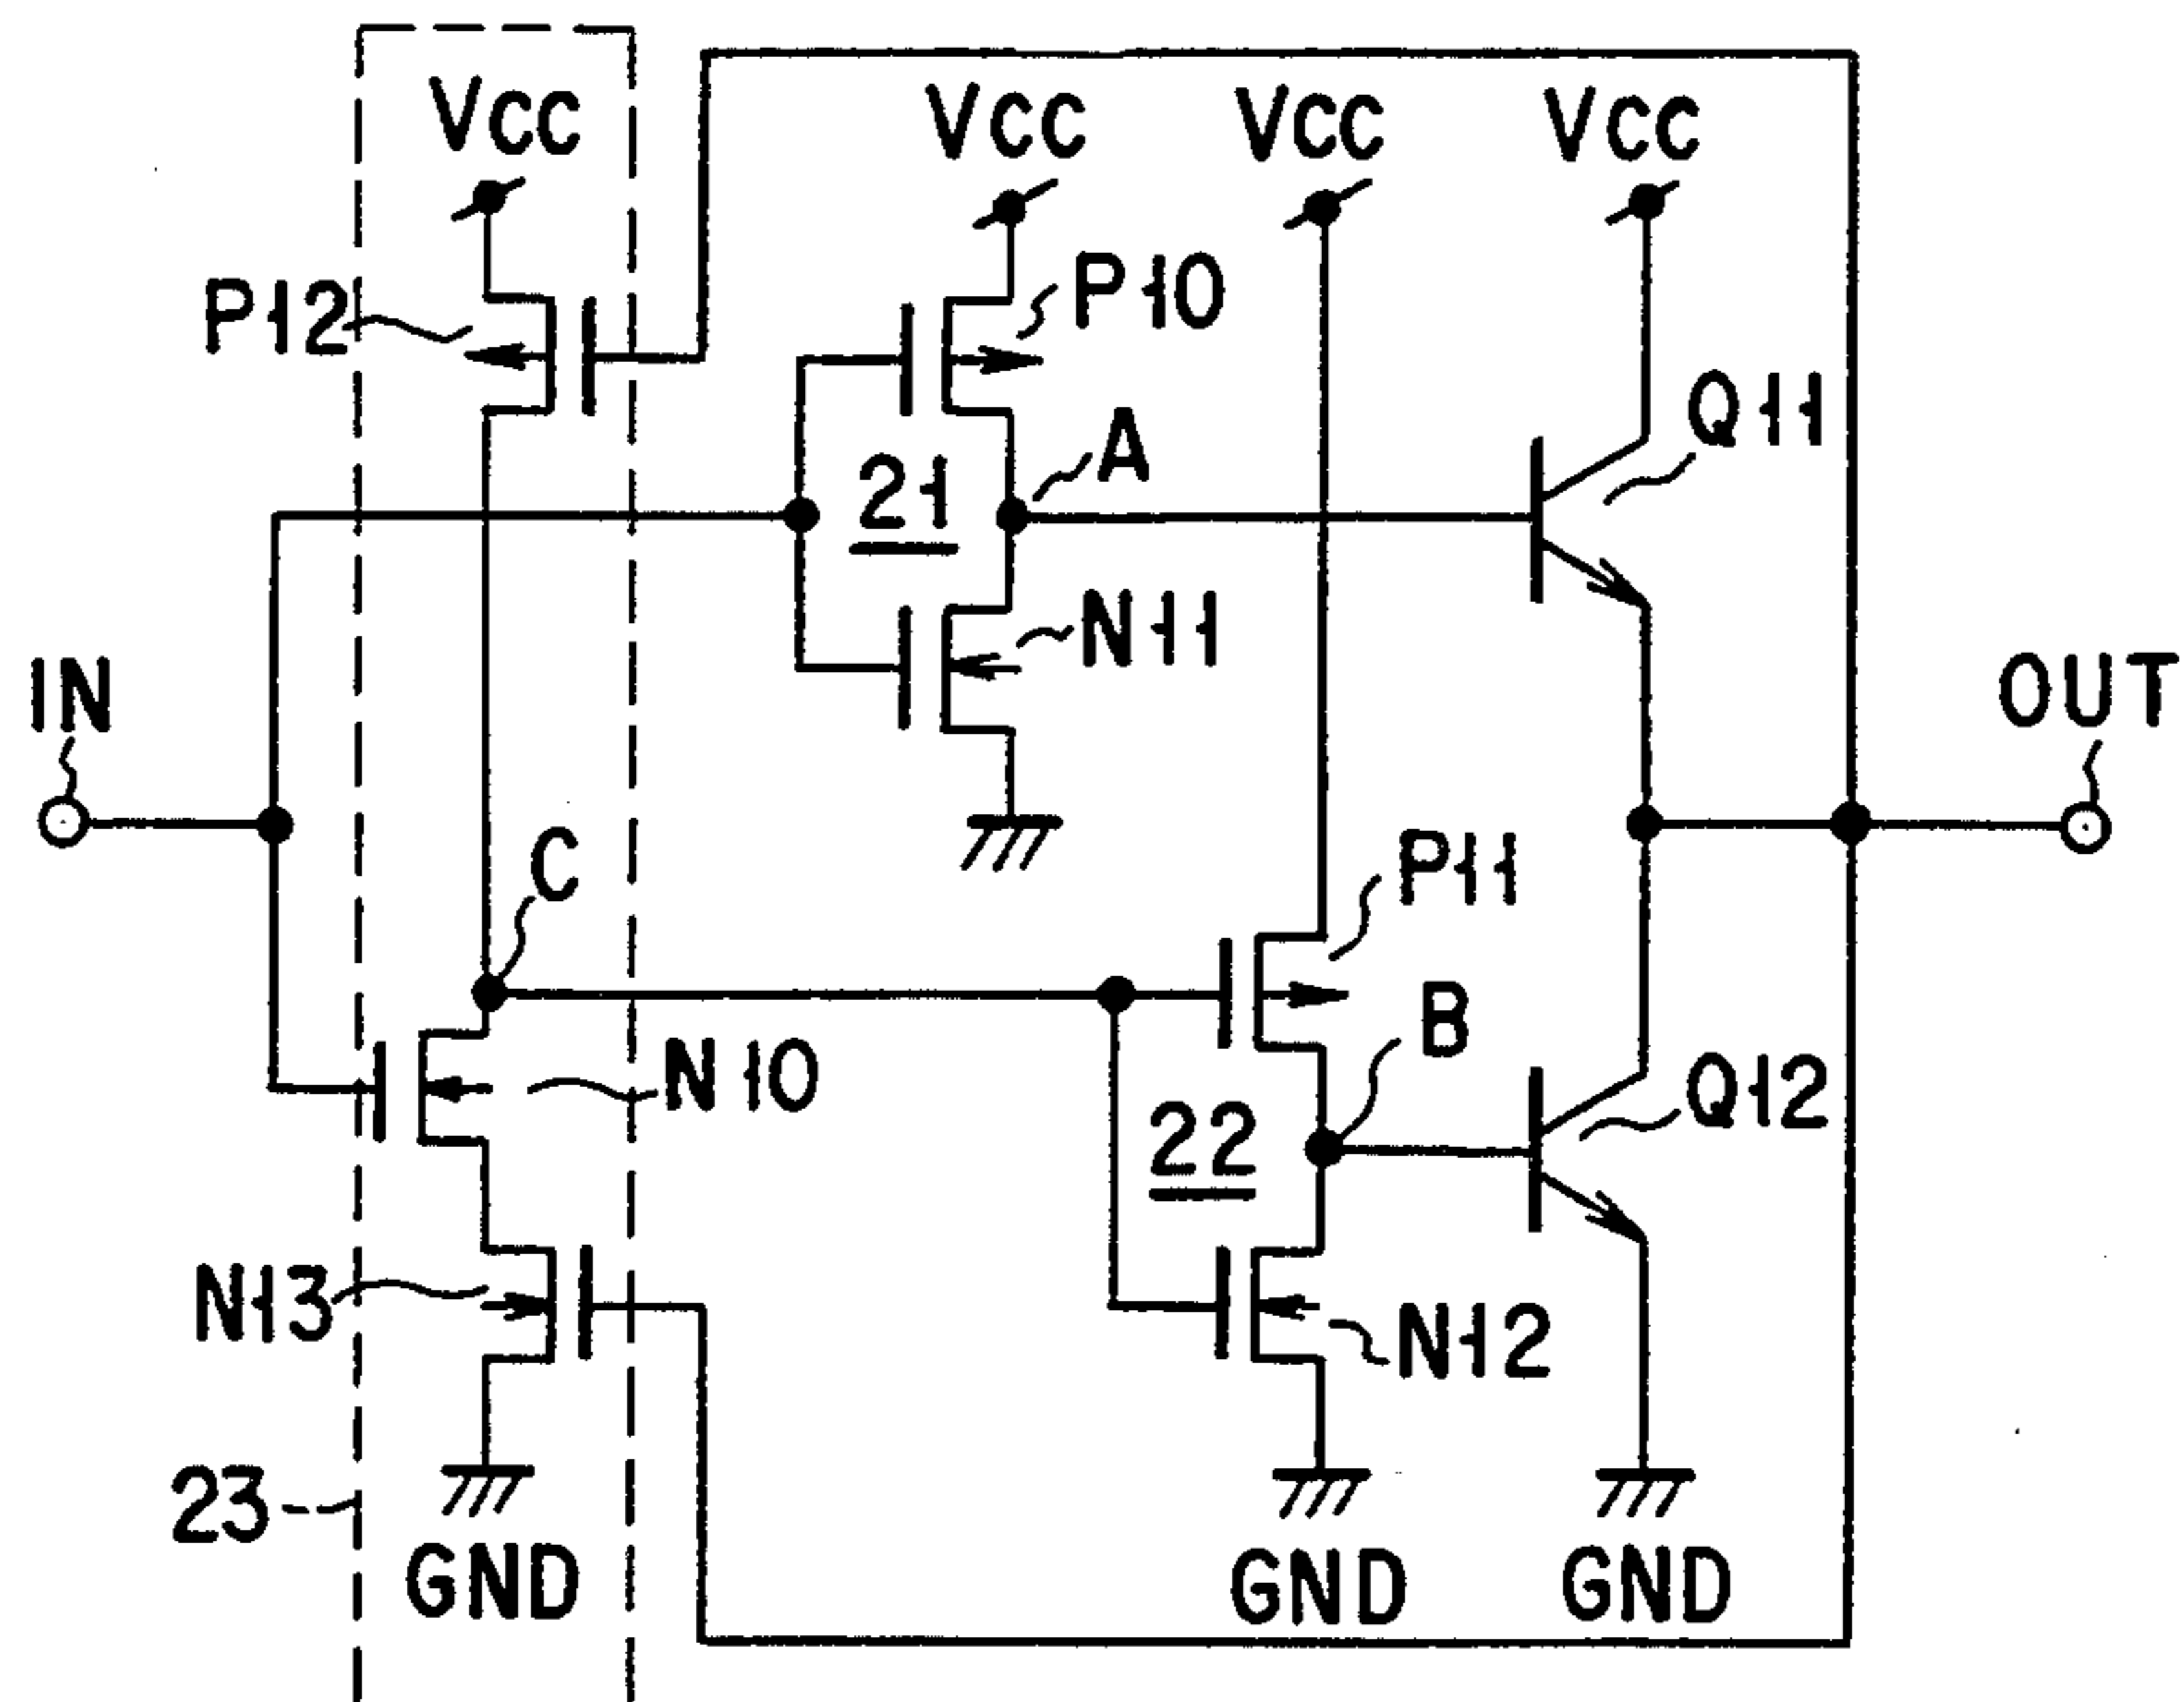 VCC VCC VCC VCC
P12 P10
Q11
21 A
N11
IN OUT
C P11
N10 B Q12
22
N13 N12
23
GND GND GND